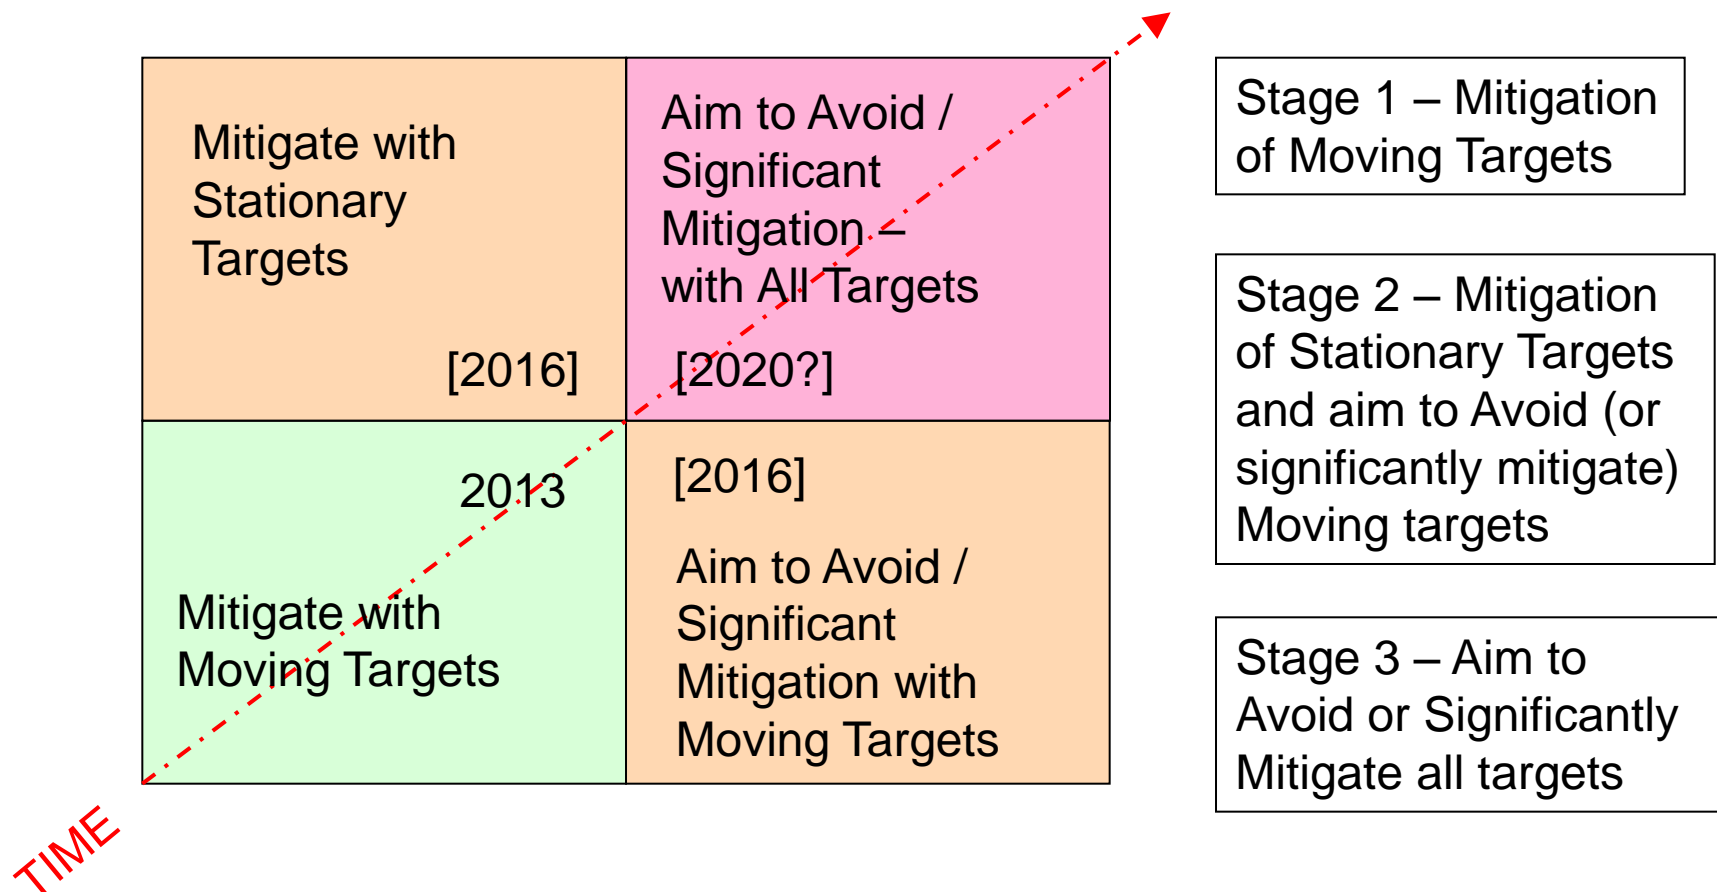 Mitigate with
Stationary
Targets
[2016]
Aim to Avoid /
Significant
Mitigation –
with All Targets
[2020?]
2013
Mitigate with
Moving Targets
[2016]
Aim to Avoid /
Significant
Mitigation with
Moving Targets
TIME
Stage 1 – Mitigation
of Moving Targets
Stage 2 – Mitigation
of Stationary Targets
and aim to Avoid (or
significantly mitigate)
Moving targets
Stage 3 – Aim to
Avoid or Significantly
Mitigate all targets